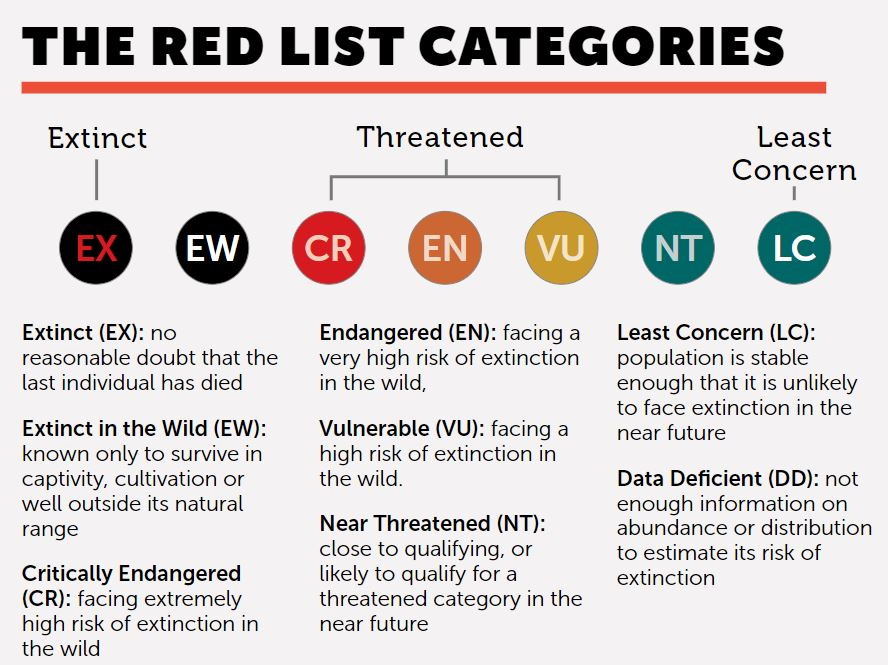 THE RED LIST CATEGORIES
Extinct
Threatened
Least
Concern
EX
EW
CR
EN
VU
NT
LC
Extinct (EX): no
reasonable doubt that the
last individual has died
Extinct in the Wild (EW):
known only to survive in
captivity, cultivation or
well outside its natural
range
Critically Endangered
(CR): facing extremely
high risk of extinction in
the wild
Endangered (EN): facing a
very high risk of extinction
in the wild,
Vulnerable (VU): facing a
high risk of extinction in
the wild.
Near Threatened (NT):
close to qualifying, or
likely to qualify for a
threatened category in the
near future
Least Concern (LC):
population is stable
enough that it is unlikely
to face extinction in the
near future
Data Deficient (DD): not
enough information on
abundance or distribution
to estimate its risk of
extinction